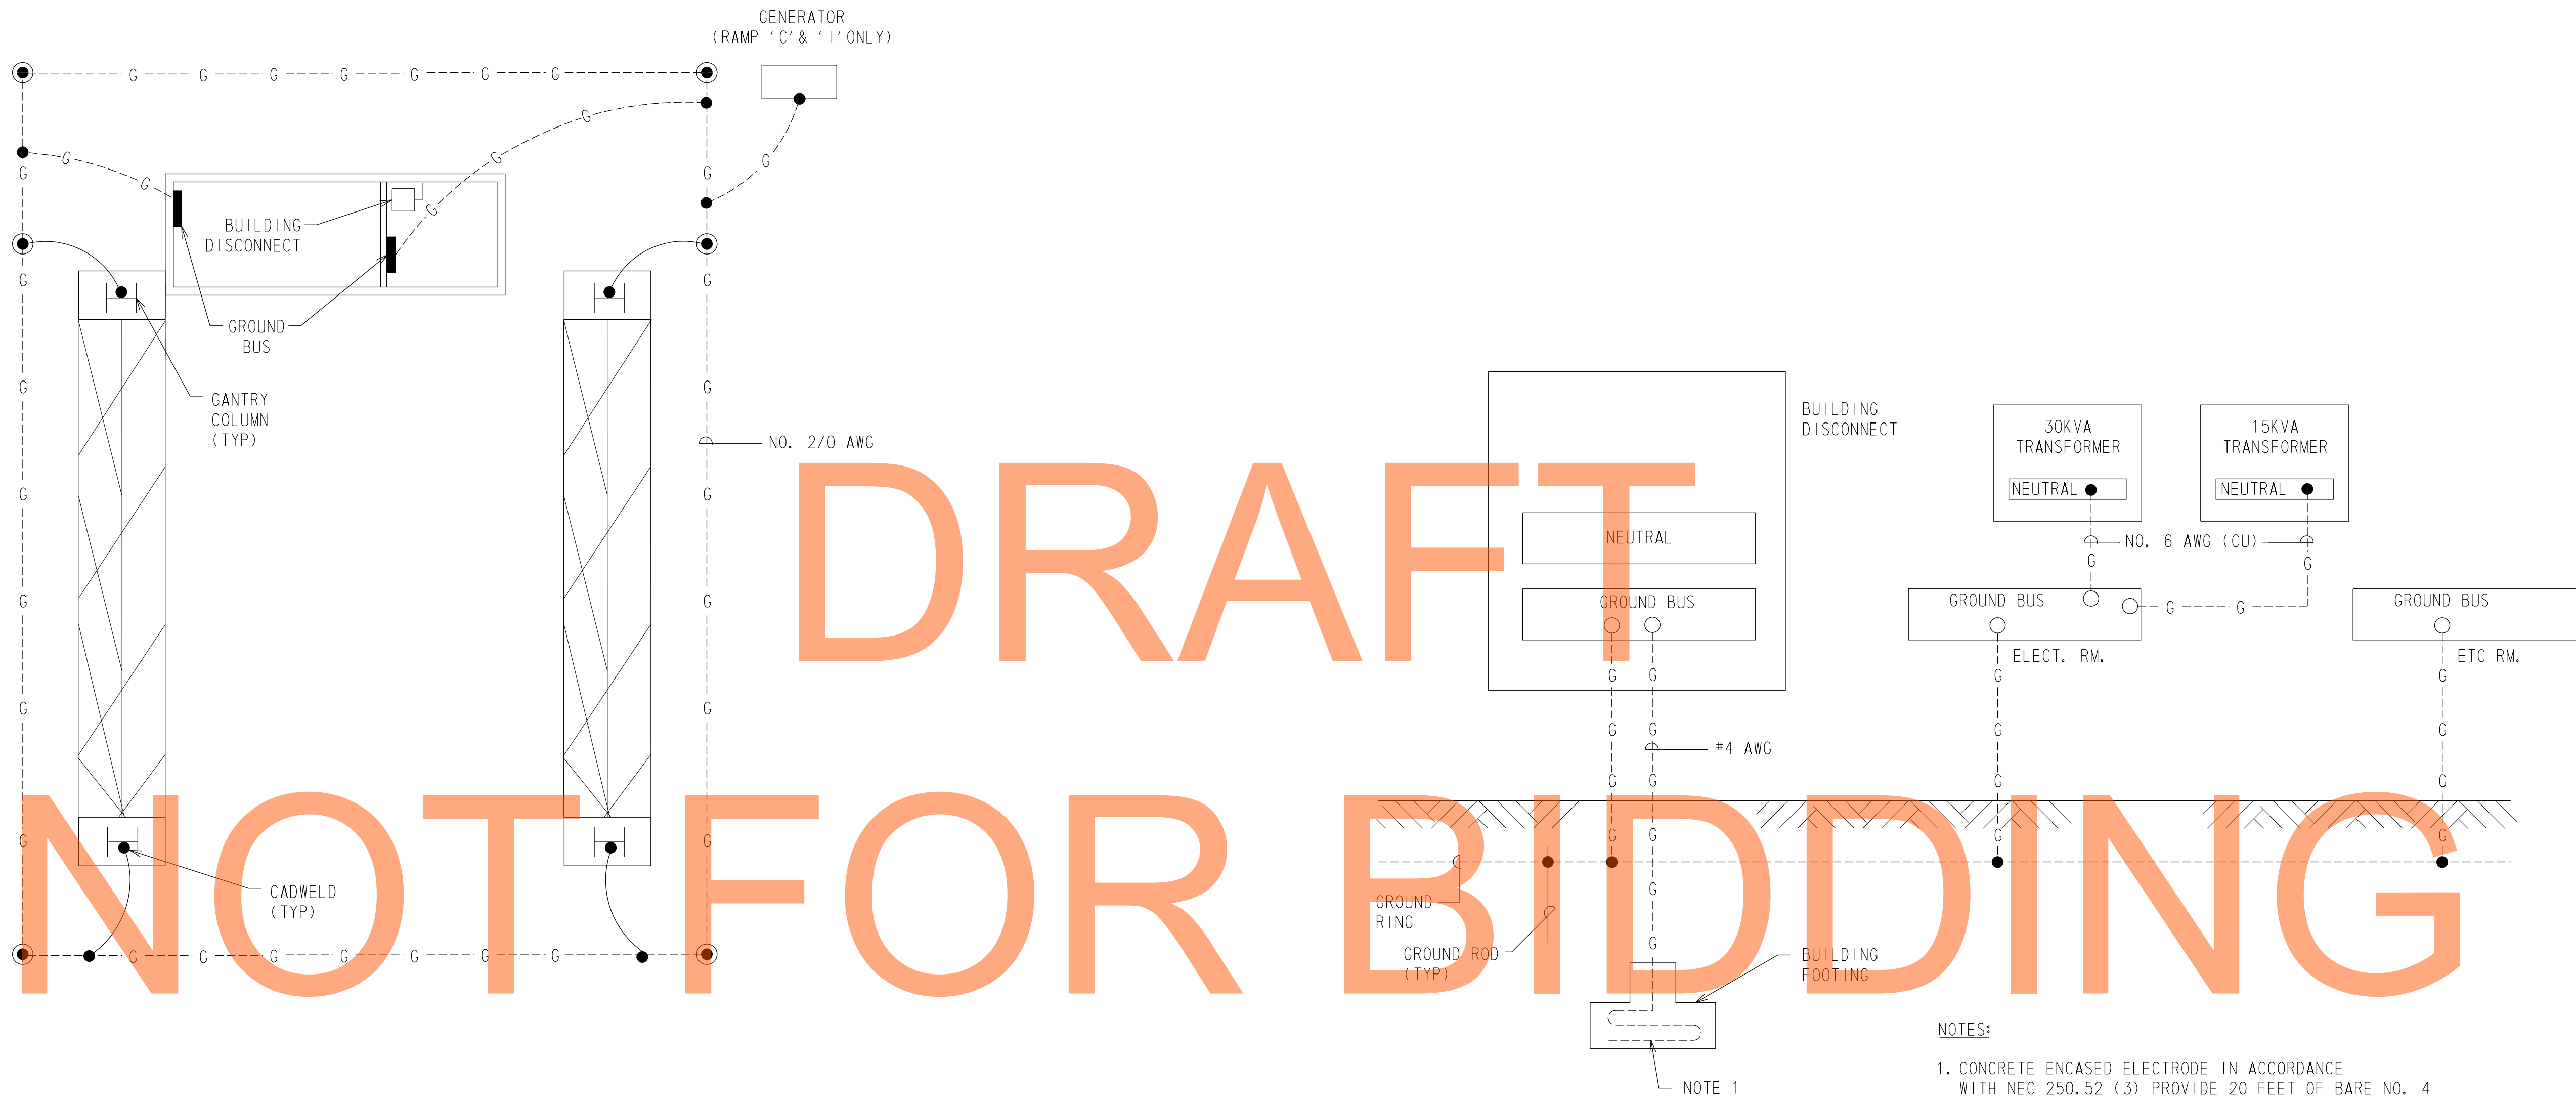 GENERATOR
(RAMP 'C' & 'I' ONLY)
G G G G G G G
G
G
G
G
G
G
G
G
G
G
BUILDING
DISCONNECT
G
G
GROUND
BUS
G
G
GANTRY
COLUMN
(TYP)
NO. 2/0 AWG
G
G
G
G
G
G
G
G
CADWELD
(TYP)
G G G G G G G
BUILDING
DISCONNECT
NEUTRAL
GROUND BUS
G G
G G
#4 AWG
G G
G
G
G
GROUND
RING
GROUND ROD
(TYP)
BUILDING
FOOTING
NOTE 1
30KVA
TRANSFORMER
NEUTRAL
15KVA
TRANSFORMER
NEUTRAL
NO. 6 AWG (CU)
G
G
GROUND BUS
G G
ELECT. RM.
G
G
G
G
GROUND BUS
ETC RM.
G
G
G
G
DRAFT
NOT FOR BIDDING
NOTES:
1. CONCRETE ENCASED ELECTRODE IN ACCORDANCE
WITH NEC 250.52 (3) PROVIDE 20 FEET OF BARE NO. 4